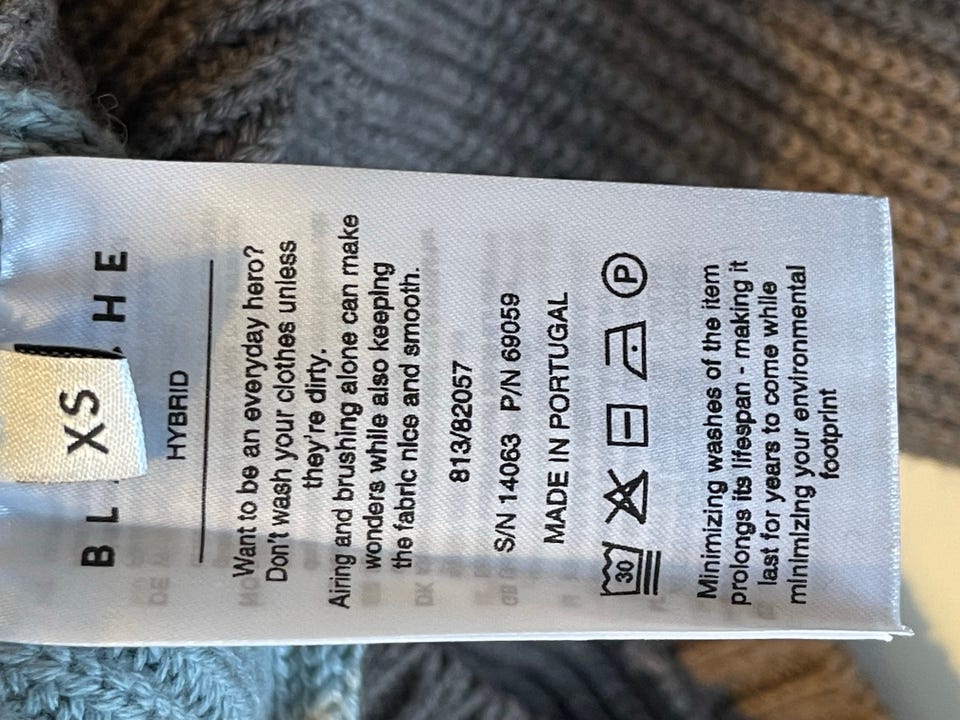 XS
HYBRID
Want to be an everyday hero?
Don't wash your clothes unless
they're dirty.
Airing and brushing alone can make
wonders while also keeping
the fabric nice and smooth.
813/82057
S/N 14063 P/N 69059
MADE IN PORTUGAL
30 P
Minimizing washes of the item
prolongs its lifespan - making it
last for years to come while
minimizing your environmental
footprint